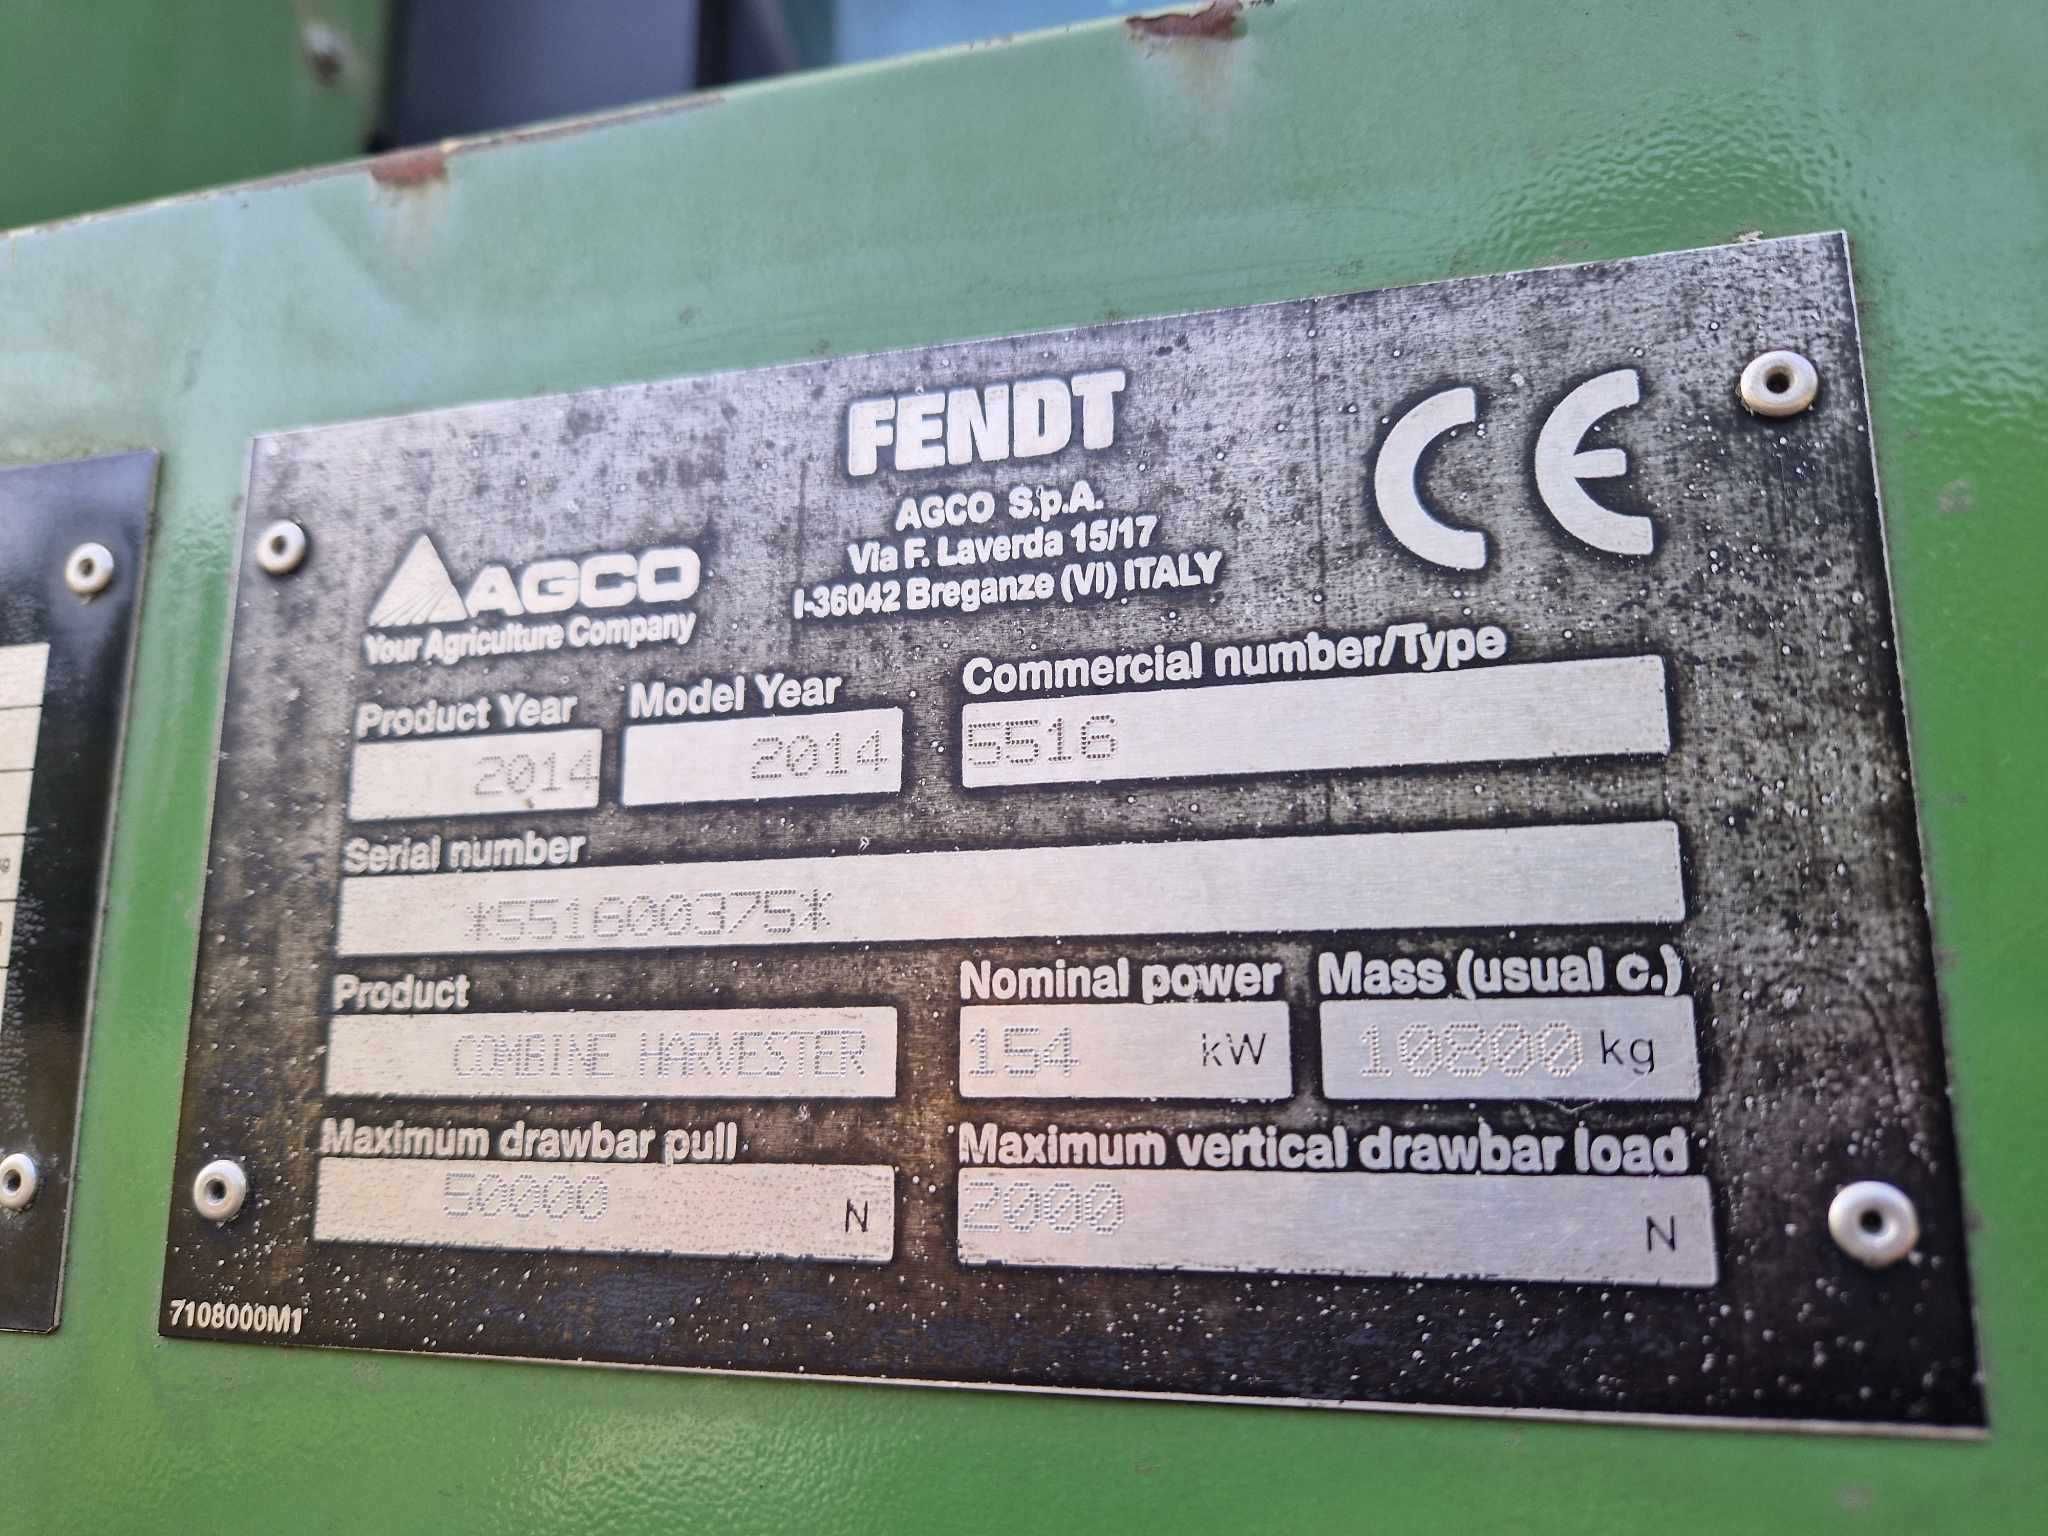 FENDT
CE
AGCO S.p.A.
Via F. Laverda 15/17
I-36042 Breganze (VI) ITALY
AGCO
Your Agriculture Company
Product Year
Model Year
Commercial number/Type
2014
2014
5516
Serial number
*551600375*
Product
Nominal power
Mass (usual c.)
COMBINE HARVESTER
154 kW
10800 kg
Maximum drawbar pull
Maximum vertical drawbar load
50000 N
2000 N
7108000M1